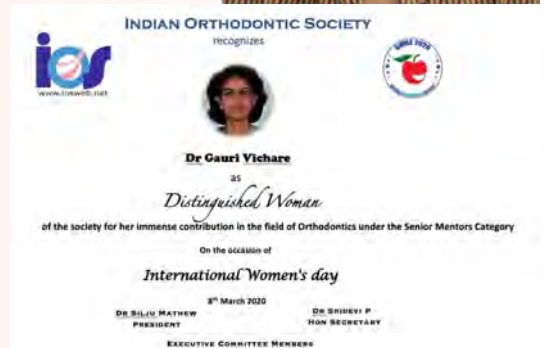 INDIAN ORTHODONTIC SOCIETY
recognizes
ios
www.iosweb.net
Dr Gauri Vichare
as
Distinguished Woman
of the society for her immense contribution in the field of Orthodontics under the Senior Mentors Category
On the occasion of
International Women's day
8th March 2020
DR SILJU MATHEW
PRESIDENT
DR SRIDEVI P
HON SECRETARY
EXECUTIVE COMMITTEE MEMBERS